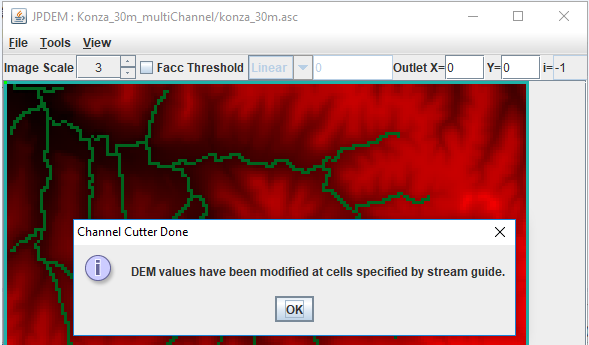 JPDEM : Konza_30m_multiChannel/konza_30m.asc
File Tools View
Image Scale 3 Facc Threshold Linear 0 Outlet X= 0 Y= 0 i= -1
Channel Cutter Done
DEM values have been modified at cells specified by stream guide.
OK